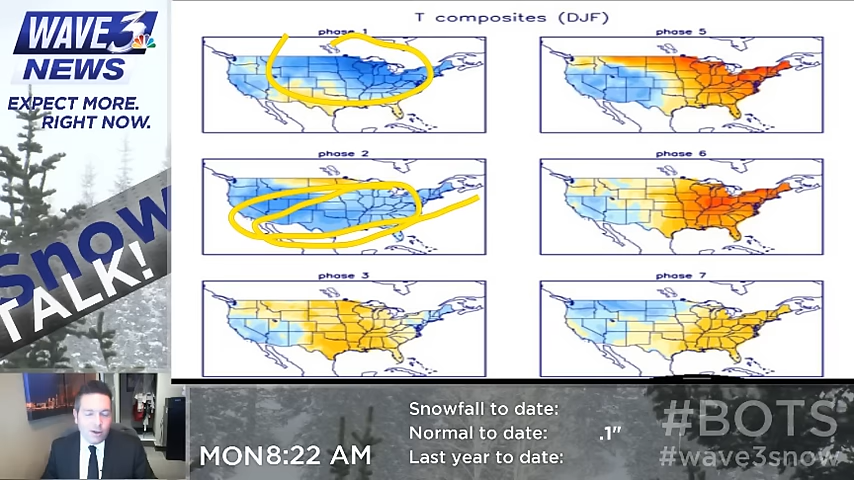 WAVE 3
NEWS
EXPECT MORE.
RIGHT NOW.
Snow
TALK!
T composites (DJF)
phase 1
phase 5
phase 2
phase 6
phase 3
phase 7
Snowfall to date:
Normal to date: .1"
Last year to date:
MON 8:22 AM
#BOTS
#wave3snow